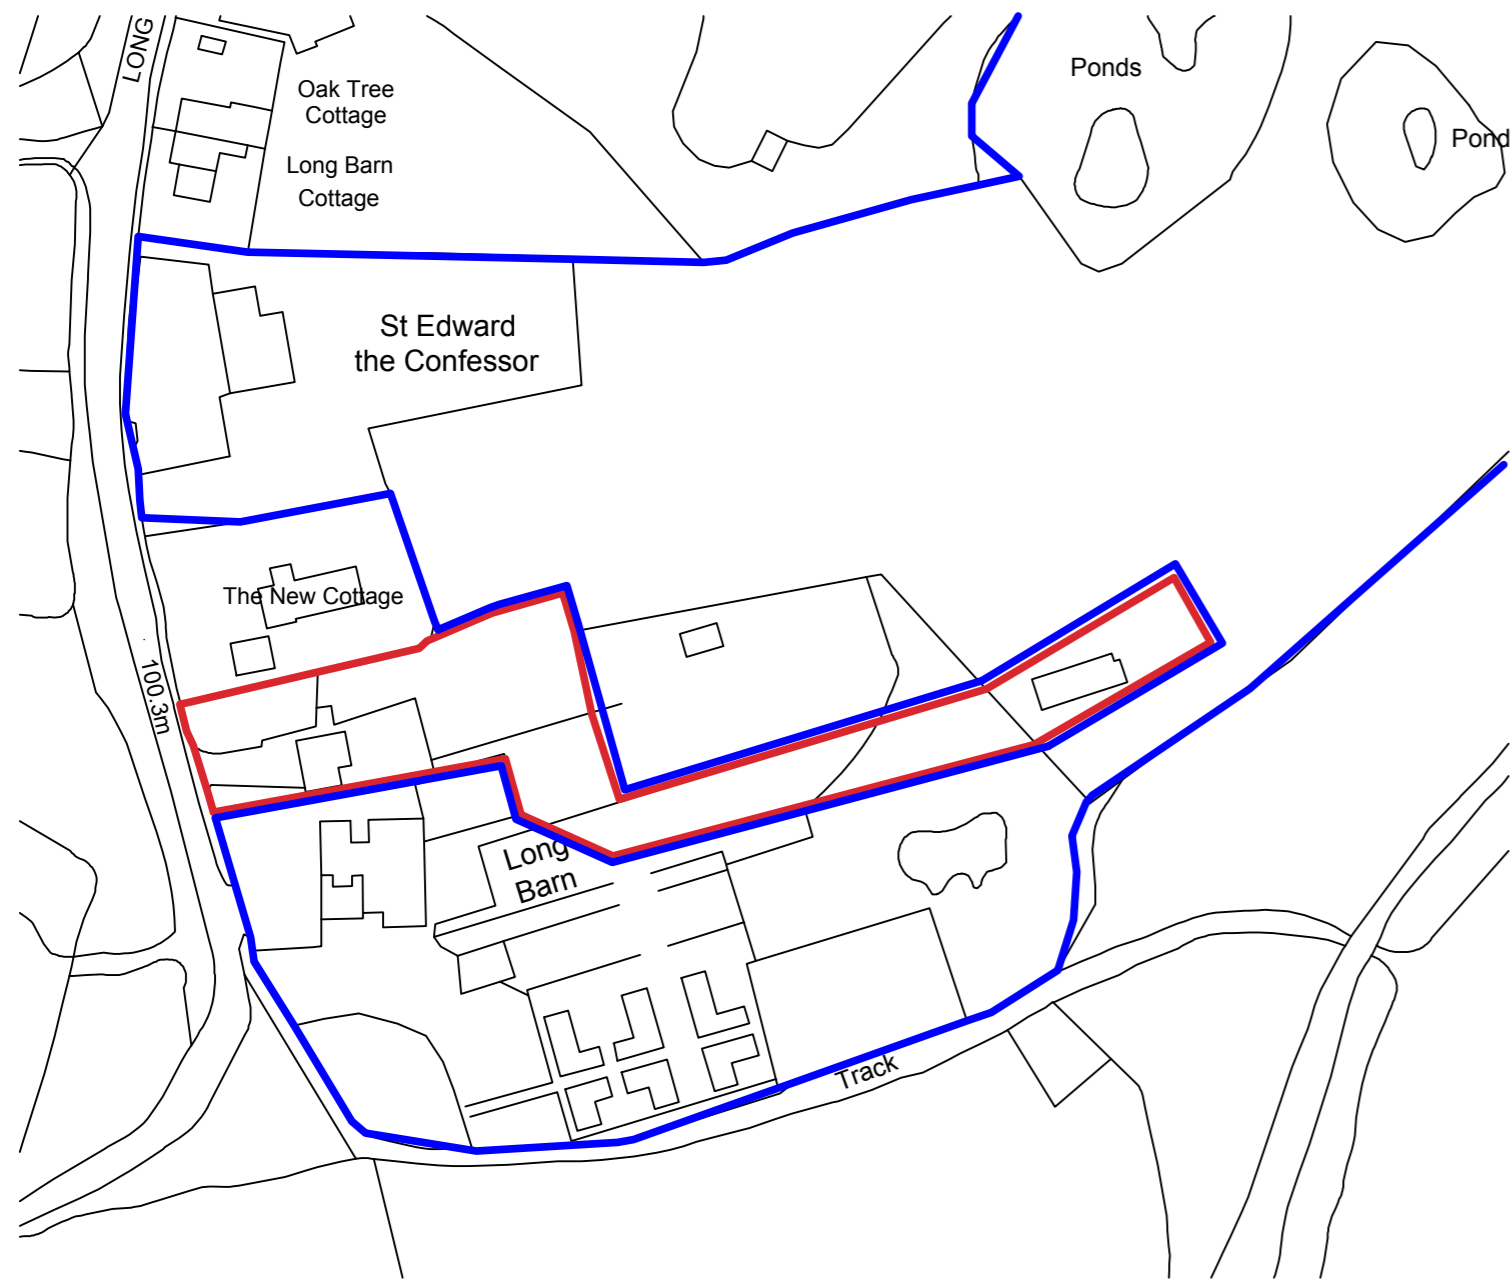 LONG
Oak Tree
Cottage
Long Barn
Cottage
Ponds
Pond
St Edward
the Confessor
The New Cottage
100.3m
Long
Barn
Track